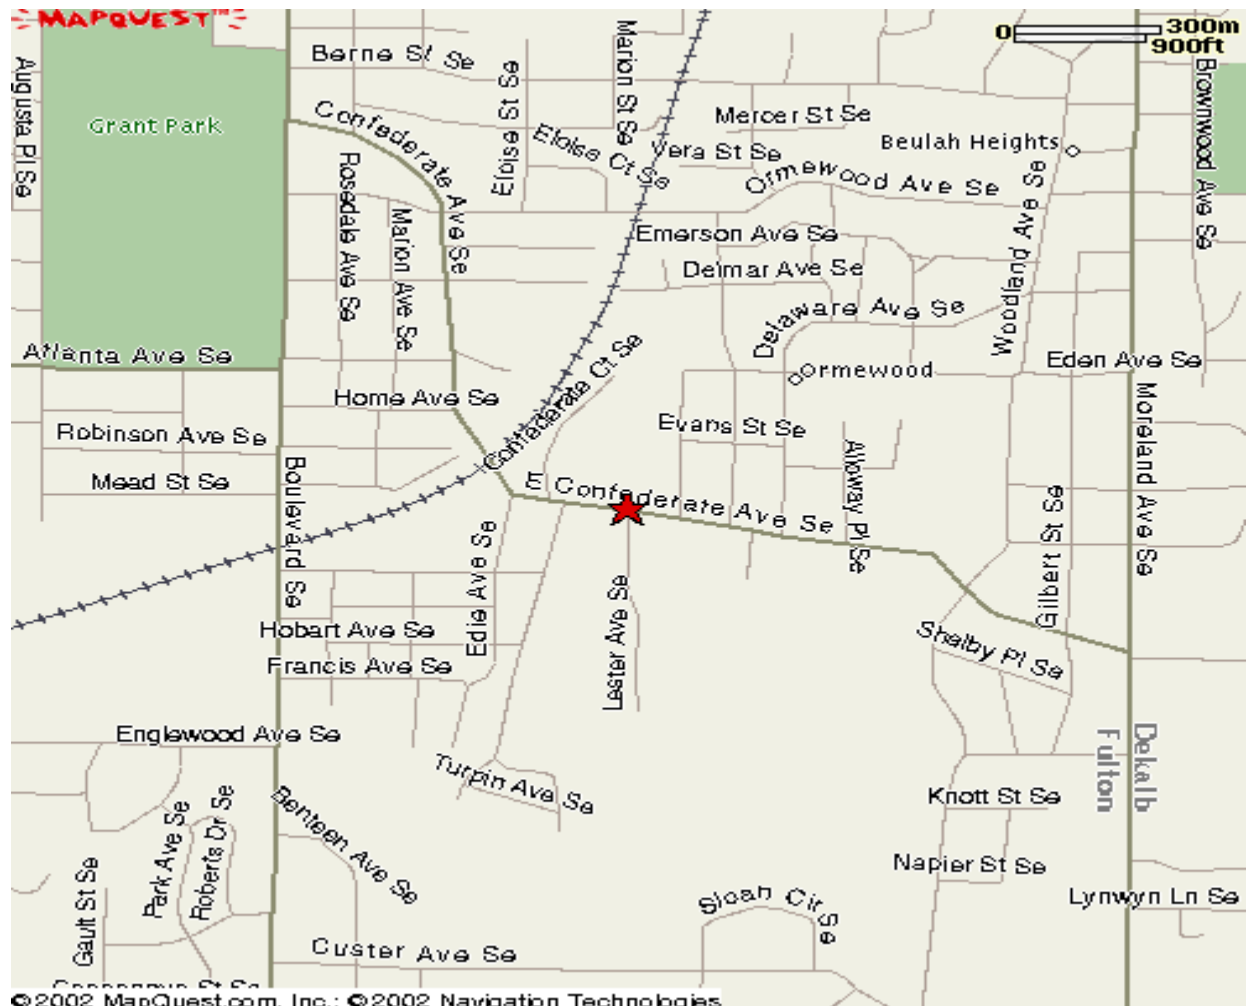 MAPQUEST™
0 300m
900ft
Berne St Se
Marion St Se
Augusta Pl Se
Eloise St Se
Brownwood Ave Se
Grant Park
Confederate Ave Se
Mercer St Se
Eloise Ct Se
Beulah Heights
Vera St Se
Ormewood Ave Se
Rosedale Ave Se
Marion Ave Se
Woodland Ave Se
Emerson Ave Se
Delmar Ave Se
Delaware Ave Se
Atlanta Ave Se
Confederate Ct Se
Eden Ave Se
Ormewood
Home Ave Se
Moreland Ave Se
Robinson Ave Se
Evans St Se
Alloway Pl Se
Mead St Se
Boulevard Se
E Confederate Ave Se
Gilbert St Se
Edie Ave Se
Lester Ave Se
Hobart Ave Se
Shelby Pl Se
Francis Ave Se
Englewood Ave Se
Dekalb
Fulton
Turpin Ave Se
Benteen Ave Se
Knott St Se
Park Ave Se
Roberts Dr Se
Napier St Se
Gault St Se
Lynwyn Ln Se
Sloan Cir Se
Custer Ave Se
©2002 MapQuest.com, Inc.; ©2002 Navigation Technologies